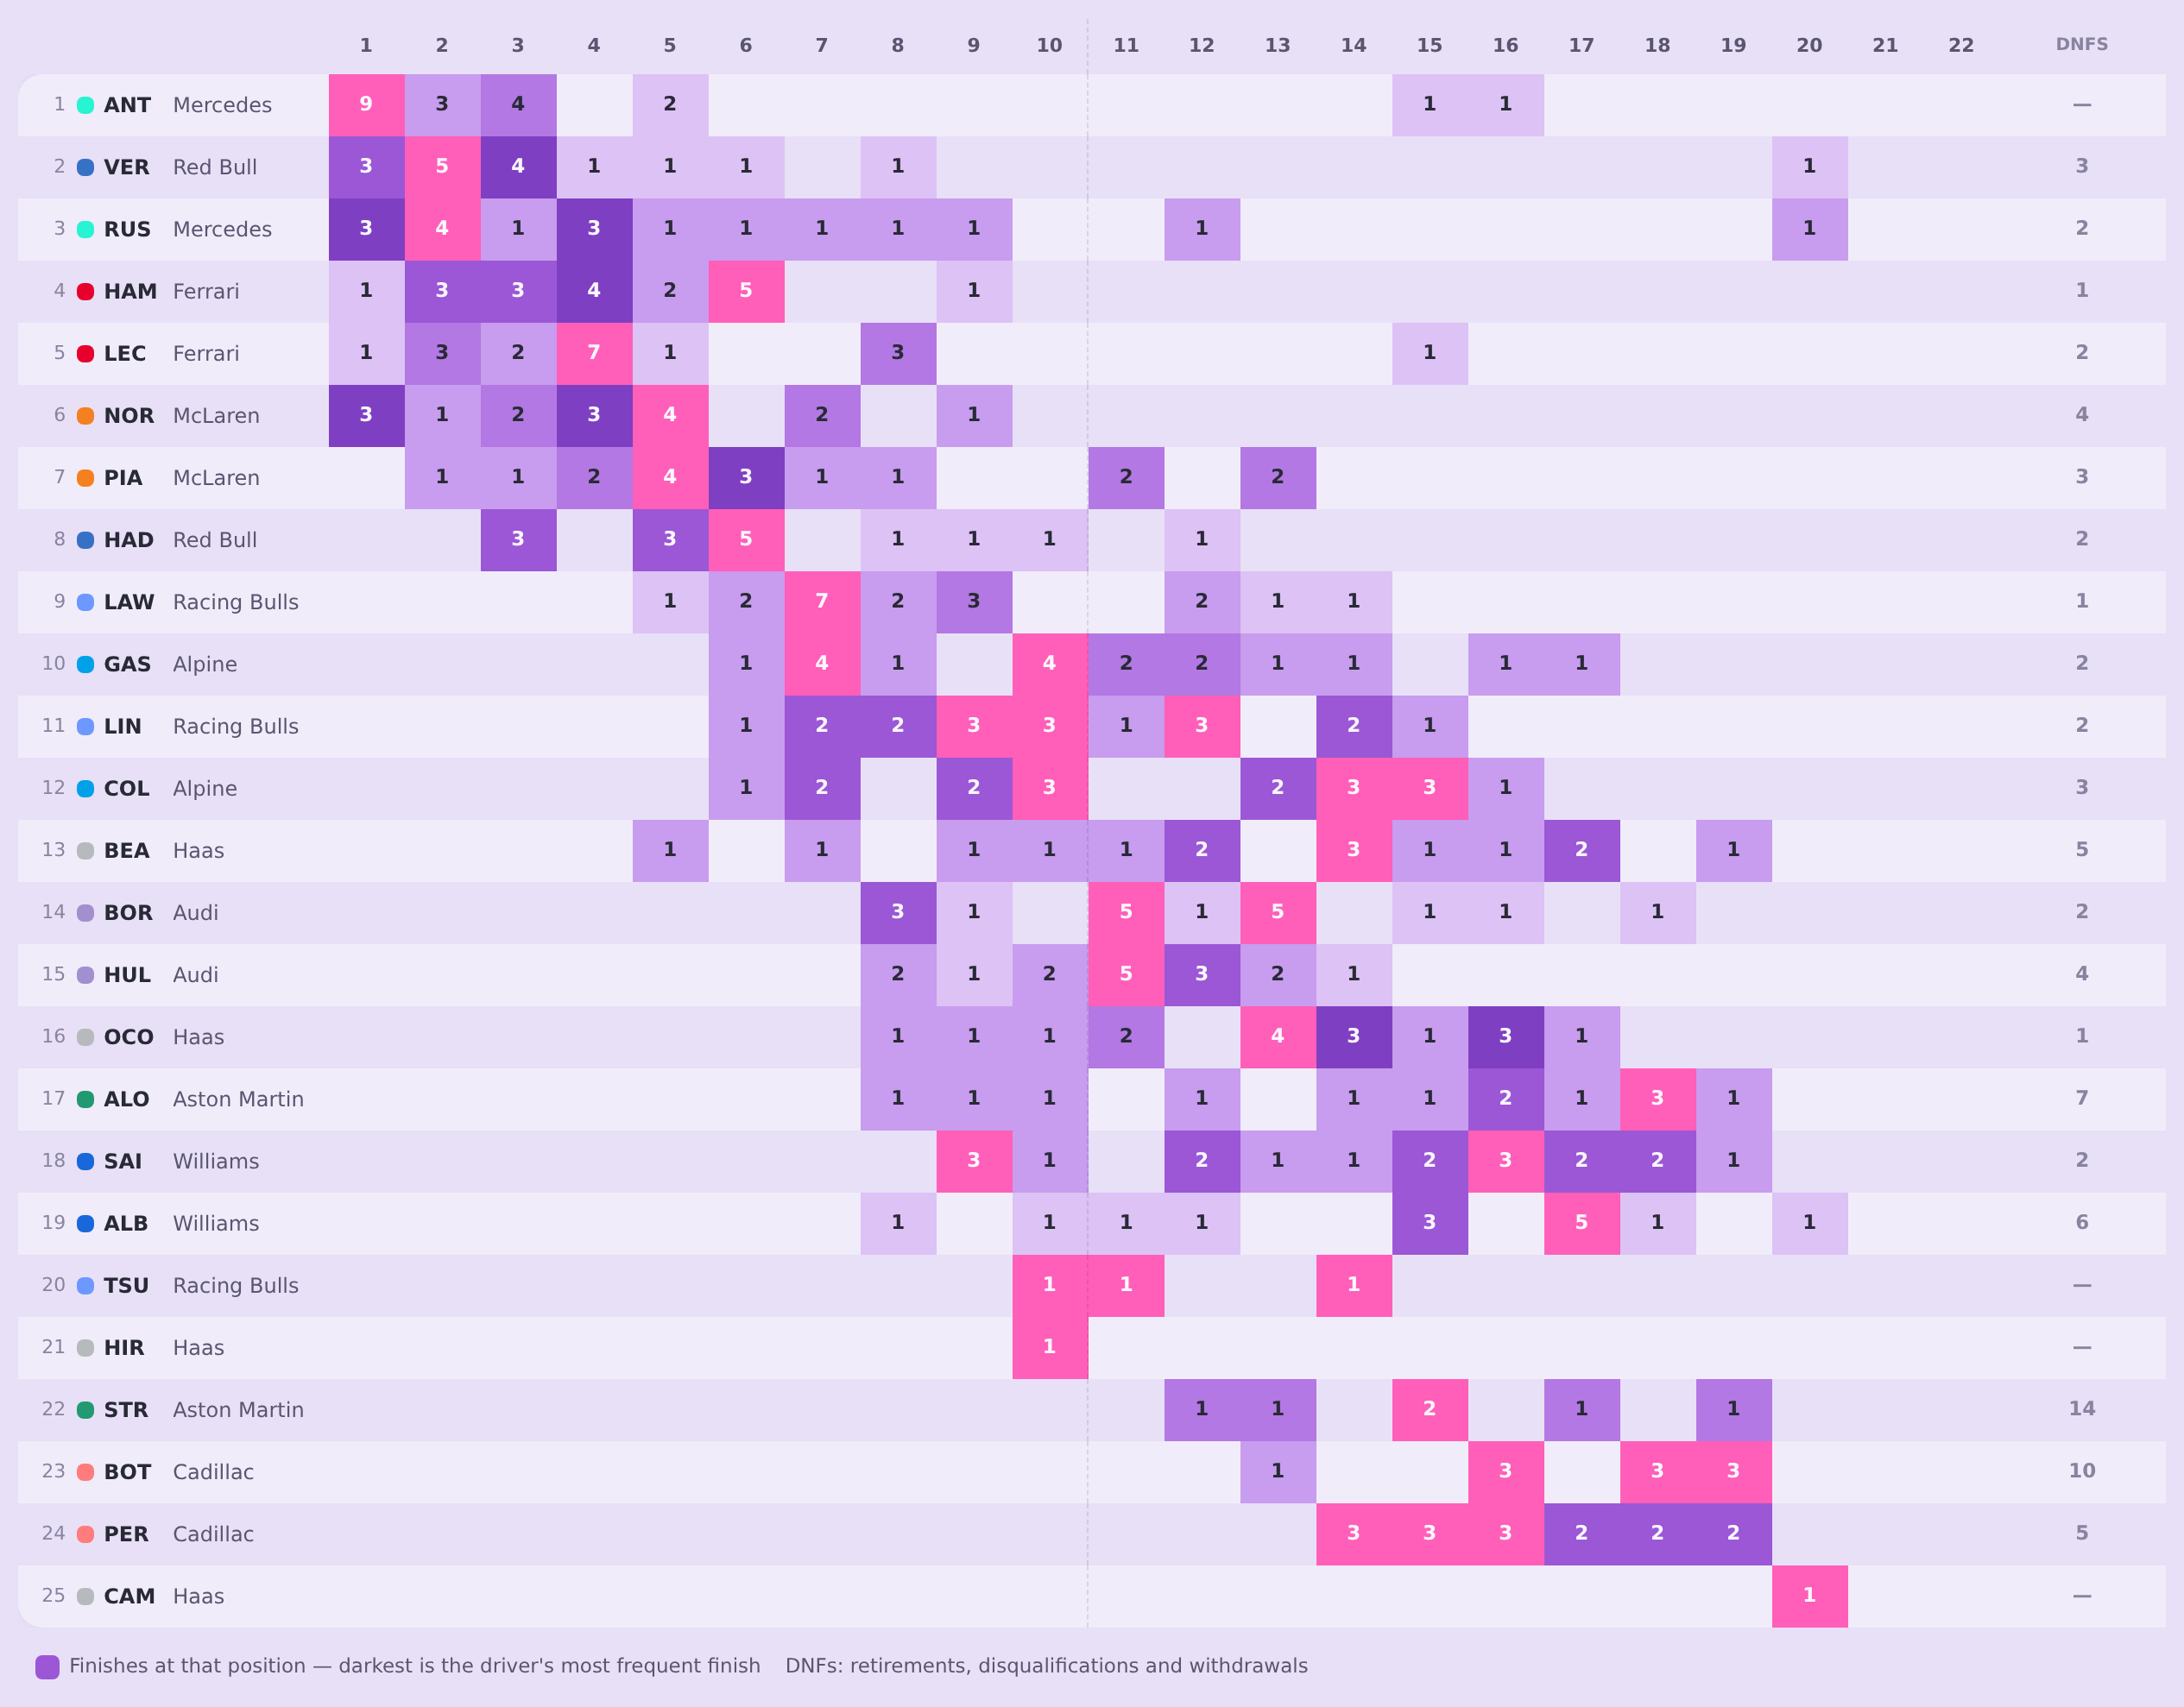 1 2 3 4 5 6 7 8 9 10 11 12 13 14 15 16 17 18 19 20 21 22 DNFS
1 ANT Mercedes 9 3 4 2 1 1 —
2 VER Red Bull 3 5 4 1 1 1 1 1 3
3 RUS Mercedes 3 4 1 3 1 1 1 1 1 1 1 2
4 HAM Ferrari 1 3 3 4 2 5 1 1
5 LEC Ferrari 1 3 2 7 1 3 1 2
6 NOR McLaren 3 1 2 3 4 2 1 4
7 PIA McLaren 1 1 2 4 3 1 1 2 2 3
8 HAD Red Bull 3 3 5 1 1 1 1 2
9 LAW Racing Bulls 1 2 7 2 3 2 1 1 1
10 GAS Alpine 1 4 1 4 2 2 1 1 1 1 2
11 LIN Racing Bulls 1 2 2 3 3 1 3 2 1 2
12 COL Alpine 1 2 2 3 2 3 3 1 3
13 BEA Haas 1 1 1 1 1 2 3 1 1 2 1 5
14 BOR Audi 3 1 5 1 5 1 1 1 2
15 HUL Audi 2 1 2 5 3 2 1 4
16 OCO Haas 1 1 1 2 4 3 1 3 1 1
17 ALO Aston Martin 1 1 1 1 1 1 2 1 3 1 7
18 SAI Williams 3 1 2 1 1 2 3 2 2 1 2
19 ALB Williams 1 1 1 1 3 5 1 1 6
20 TSU Racing Bulls 1 1 1 —
21 HIR Haas 1 —
22 STR Aston Martin 1 1 2 1 1 14
23 BOT Cadillac 1 3 3 3 10
24 PER Cadillac 3 3 3 2 2 2 5
25 CAM Haas 1 —
Finishes at that position — darkest is the driver's most frequent finish DNFs: retirements, disqualifications and withdrawals